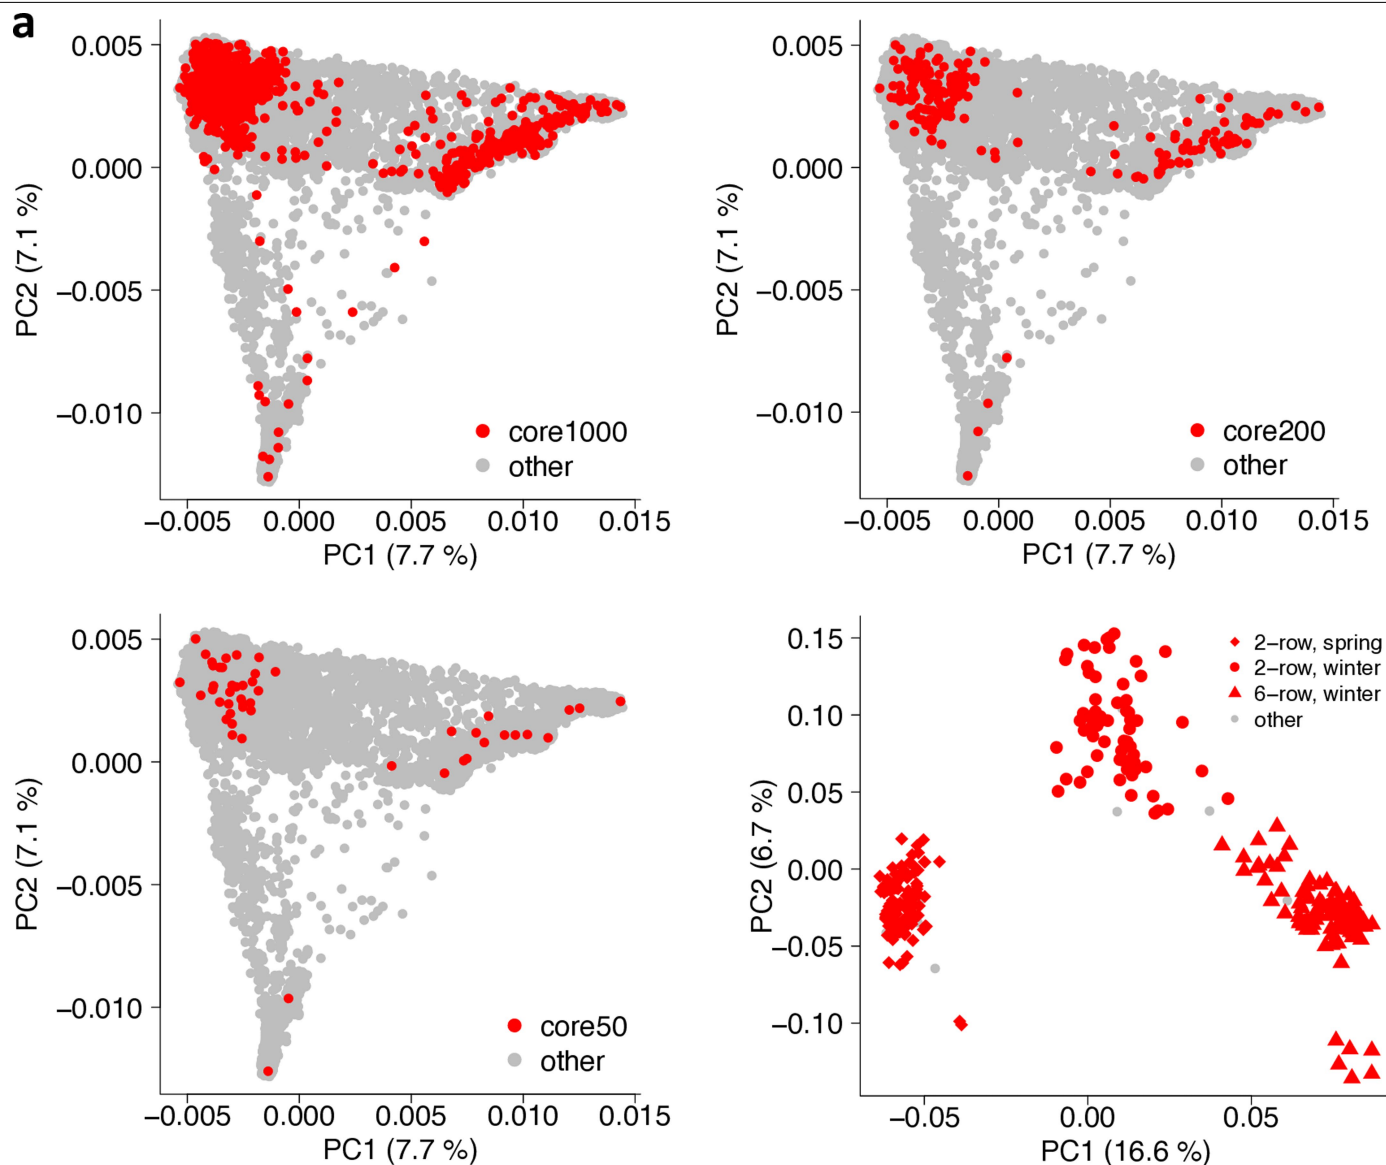 a
0.005
0.000
−0.005
−0.010
PC2 (7.1 %)
core1000
other
−0.005 0.000 0.005 0.010 0.015
PC1 (7.7 %)
0.005
0.000
−0.005
−0.010
PC2 (7.1 %)
core200
other
−0.005 0.000 0.005 0.010 0.015
PC1 (7.7 %)
0.005
0.000
−0.005
−0.010
PC2 (7.1 %)
core50
other
−0.005 0.000 0.005 0.010 0.015
PC1 (7.7 %)
0.15
0.10
0.05
0.00
−0.05
−0.10
PC2 (6.7 %)
2−row, spring
2−row, winter
6−row, winter
other
−0.05 0.00 0.05
PC1 (16.6 %)